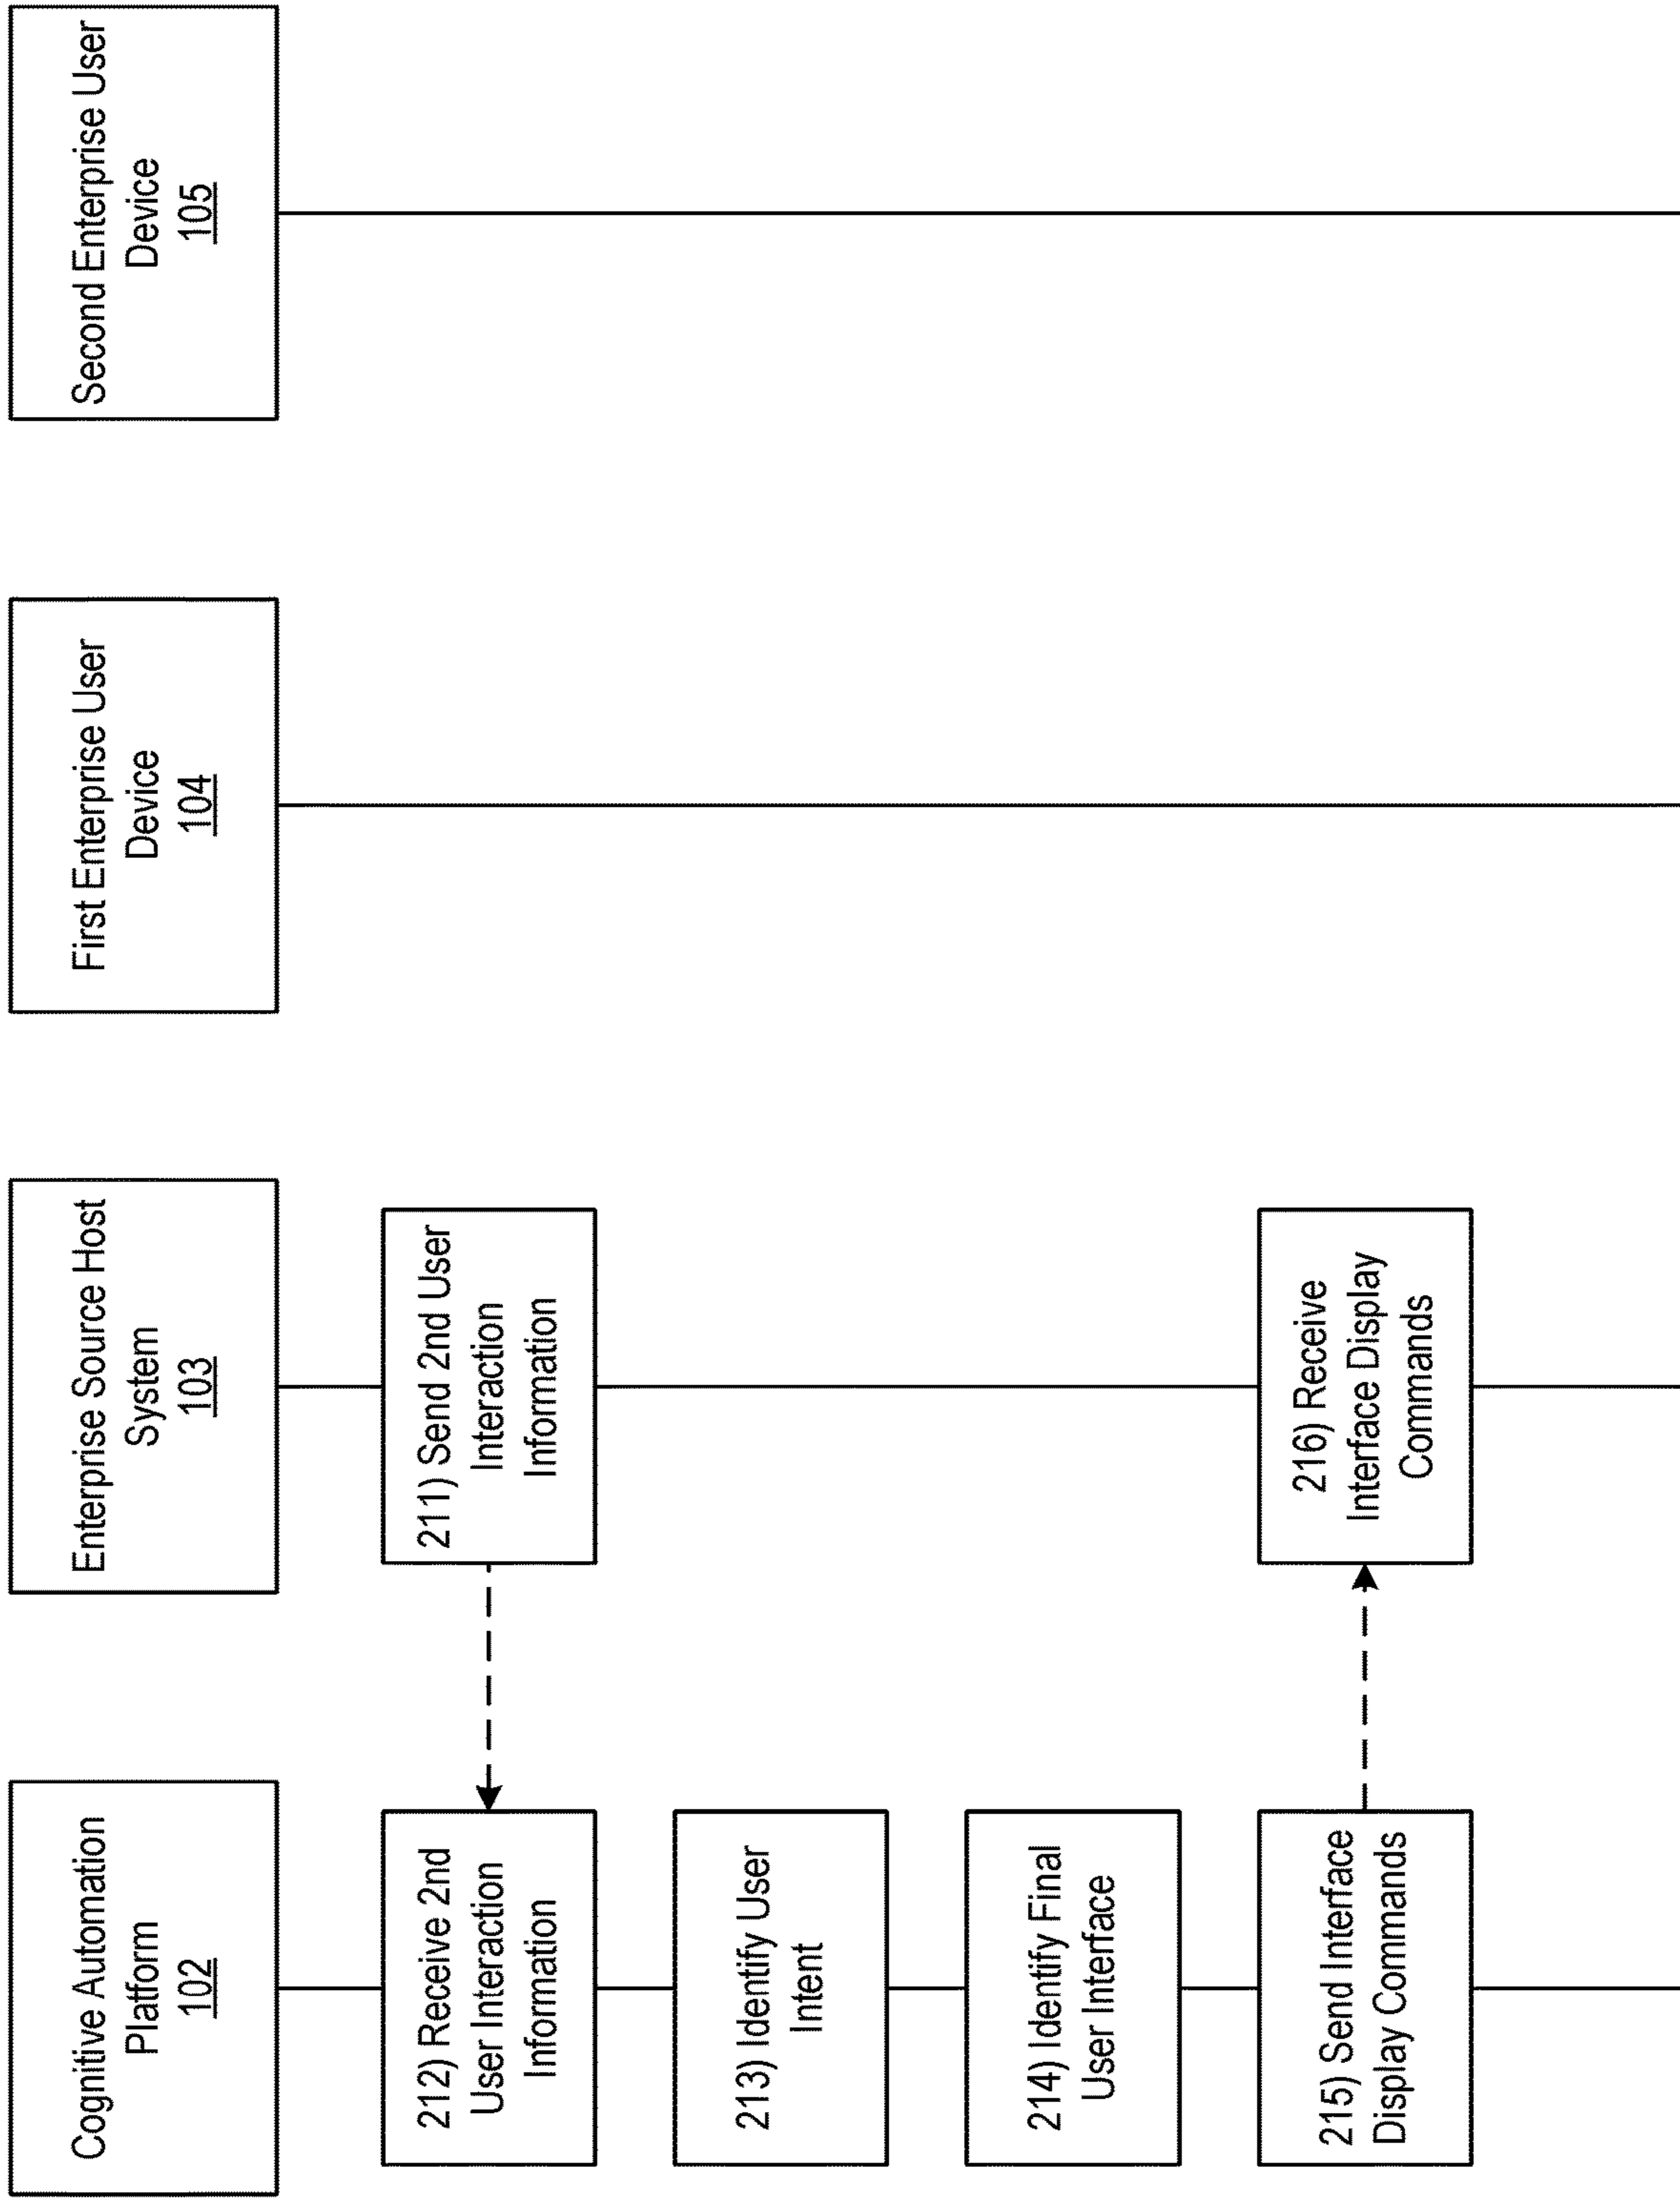 Cognitive Automation
Platform
102
Enterprise Source Host
System
103
First Enterprise User
Device
104
Second Enterprise User
Device
105
211) Send 2nd User
Interaction
Information
212) Receive 2nd
User Interaction
Information
213) Identify User
Intent
214) Identify Final
User Interface
215) Send Interface
Display Commands
216) Receive
Interface Display
Commands